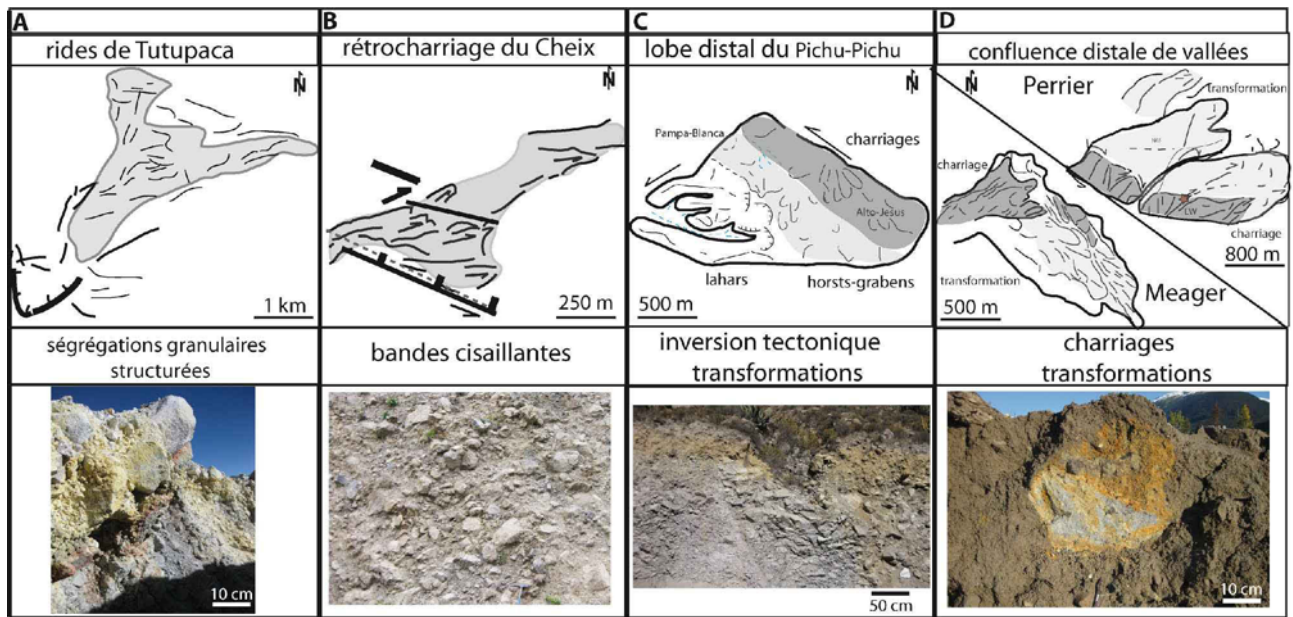 A
B
C
D
rides de Tutupaca
rétrocharriage du Cheix
lobe distal du Pichu-Pichu
confluence distale de vallées
N
1 km
N
250 m
N
Pampa-Blanca
charriages
Alto-Jesus
lahars
horsts-grabens
500 m
N
Perrier
transformation
charriage
LW
charriage
800 m
transformation
Meager
500 m
ségrégations granulaires
structurées
bandes cisaillantes
inversion tectonique
transformations
charriages
transformations
10 cm
50 cm
10 cm